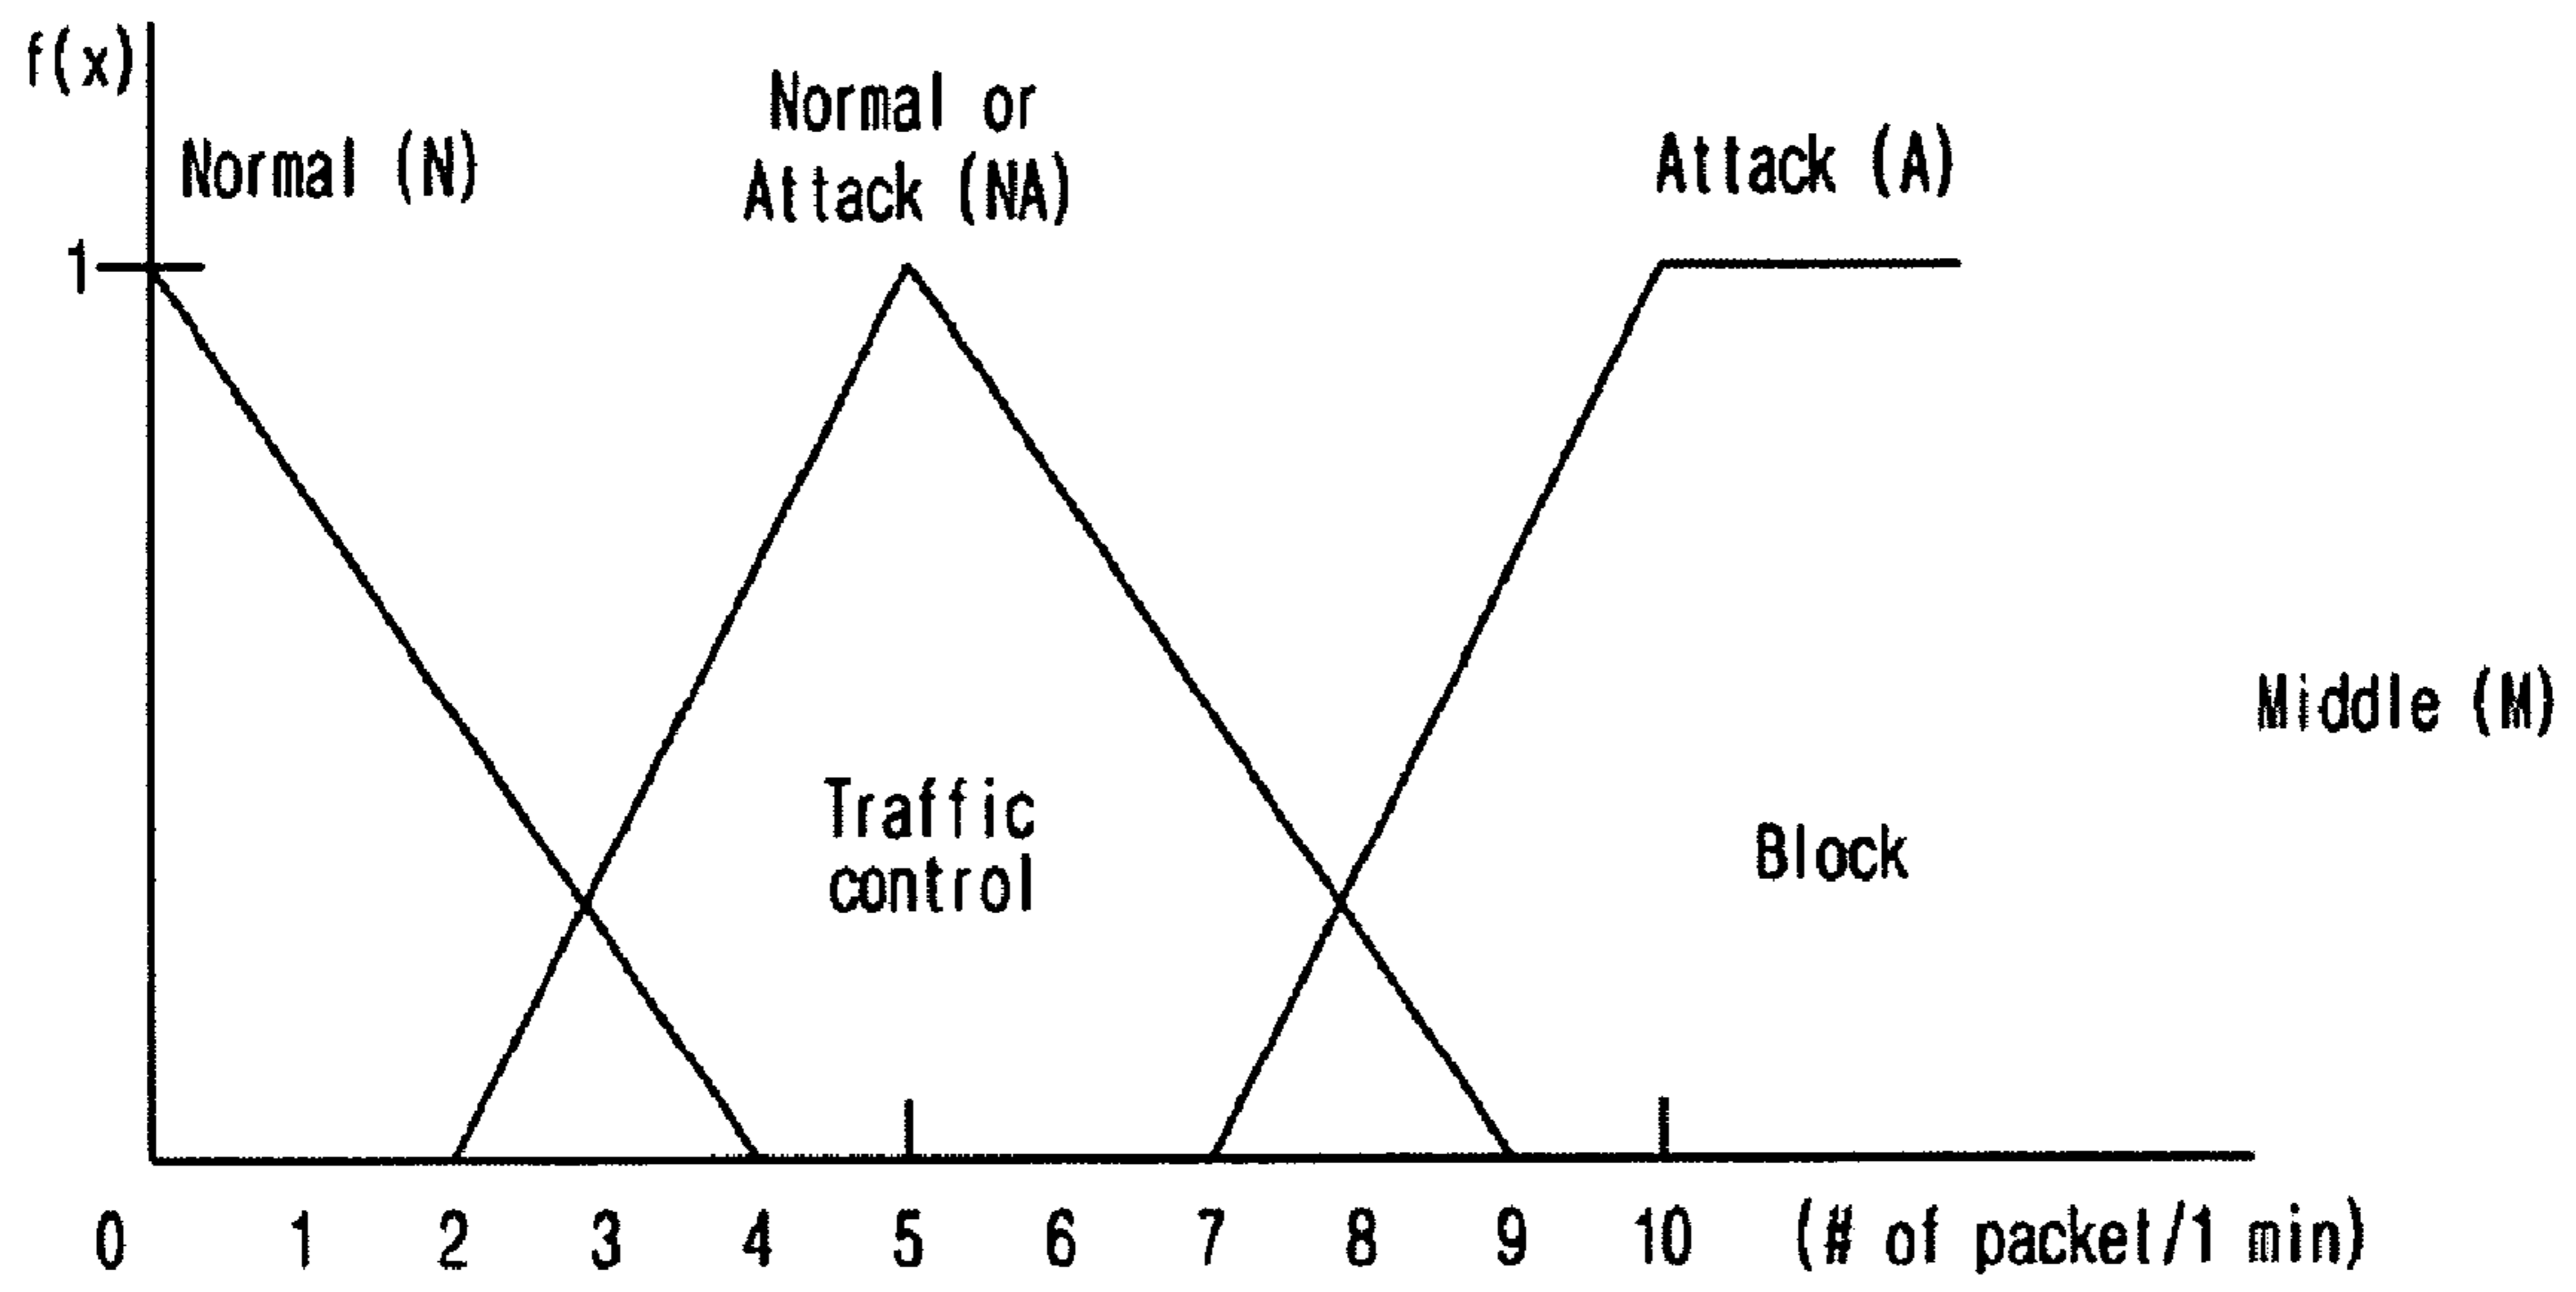 f(x)
Normal (N)
Normal or
Attack (NA)
Attack (A)
1
Middle (M)
Traffic
control
Block
0 1 2 3 4 5 6 7 8 9 10 (# of packet/1 min)